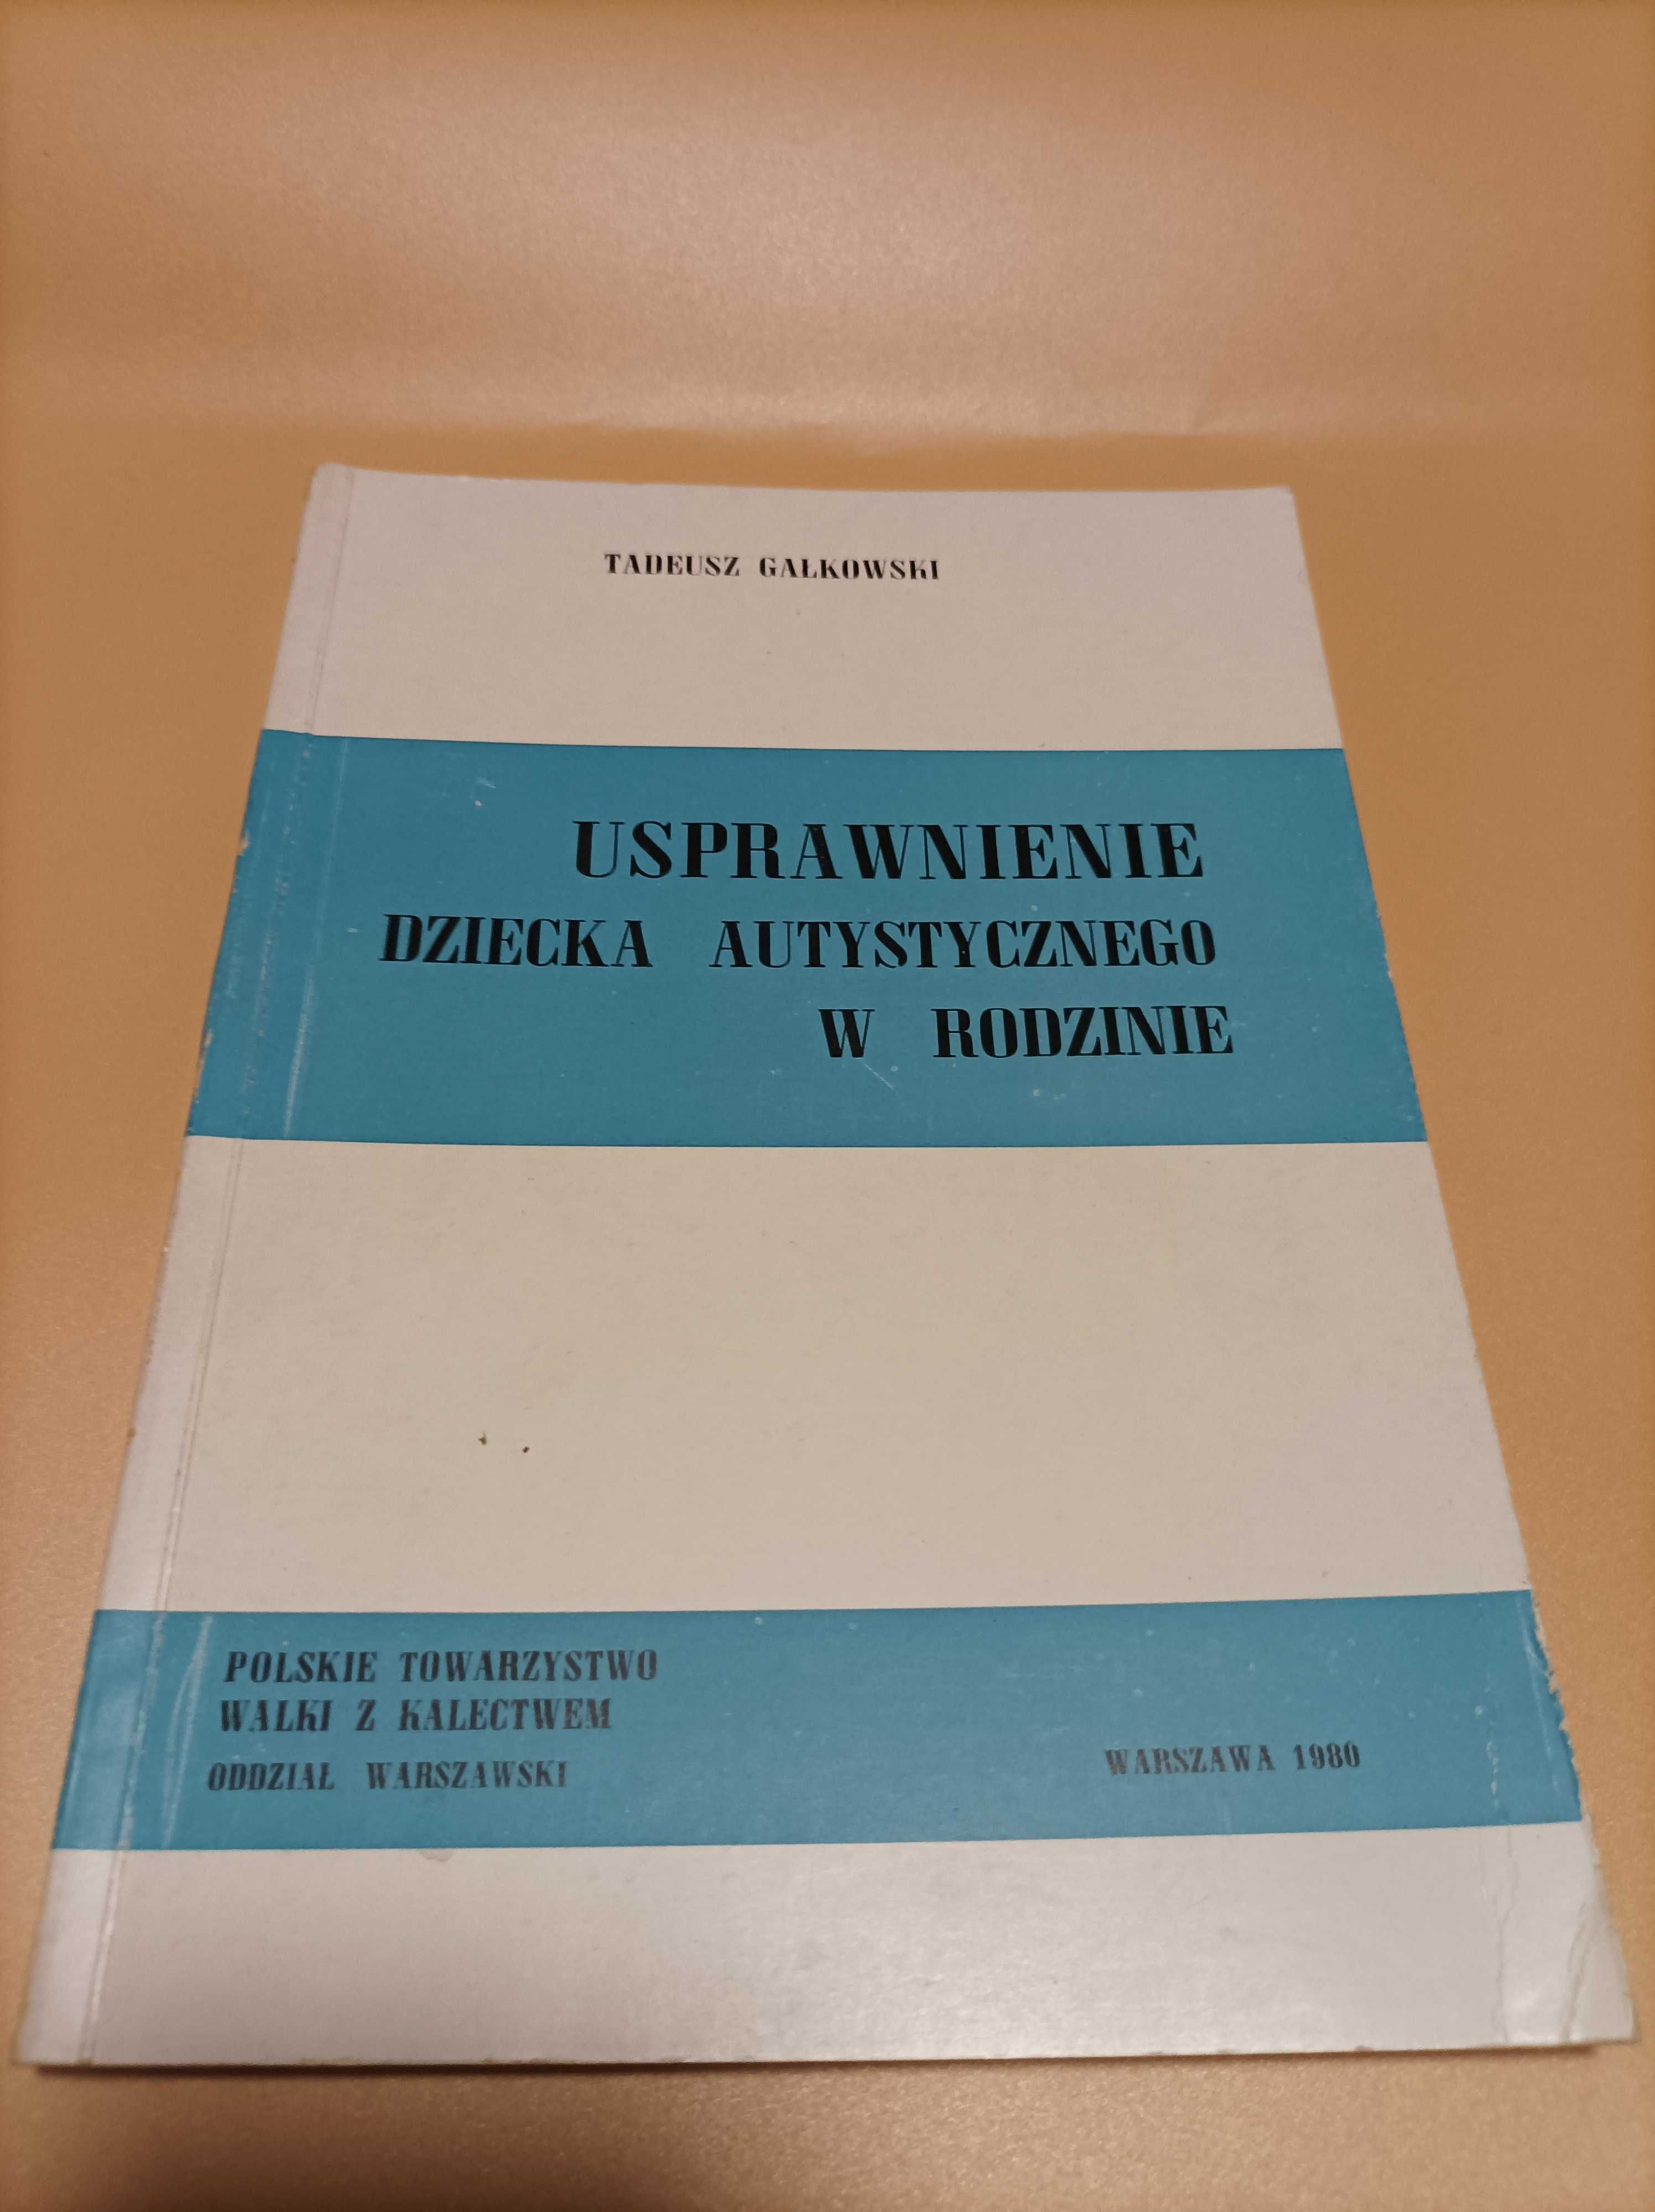 TADEUSZ GAŁKOWSKI
USPRAWNIENIE
DZIECKA AUTYSTYCZNEGO
W RODZINIE
POLSKIE TOWARZYSTWO
WALKI Z KALECTWEM
ODDZIAŁ WARSZAWSKI
WARSZAWA 1980